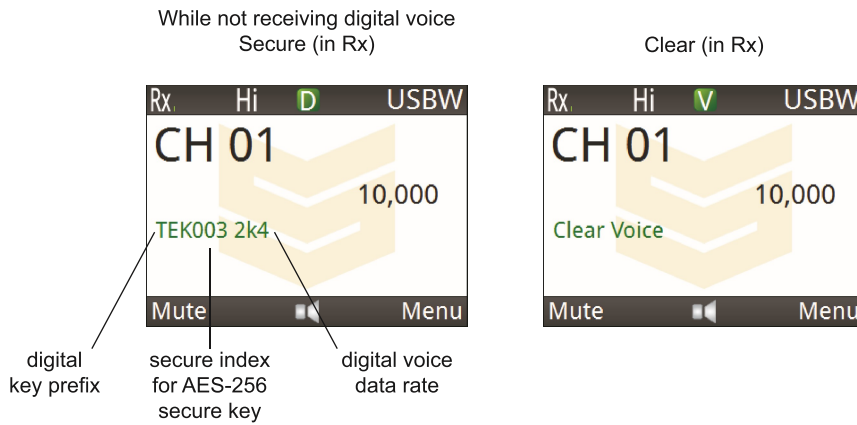 While not receiving digital voice
Secure (in Rx)
Clear (in Rx)
Rx Hi D USBW
CH 01
10,000
TEK003 2k4
Mute Menu
digital
key prefix
secure index
for AES-256
secure key
digital voice
data rate
Rx Hi V USBW
CH 01
10,000
Clear Voice
Mute Menu